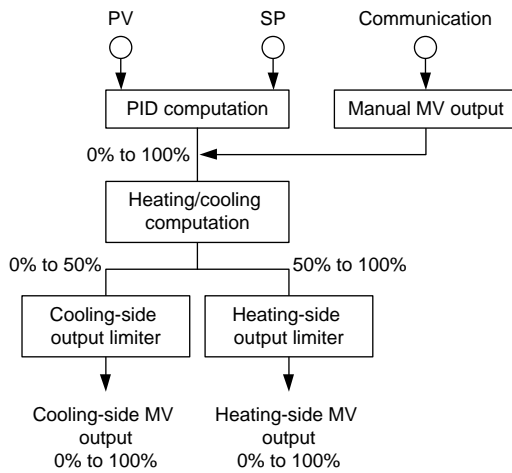 PV
SP
Communication
PID computation
Manual MV output
0% to 100%
Heating/cooling
computation
0% to 50%
50% to 100%
Cooling-side
output limiter
Heating-side
output limiter
Cooling-side MV
output
0% to 100%
Heating-side MV
output
0% to 100%